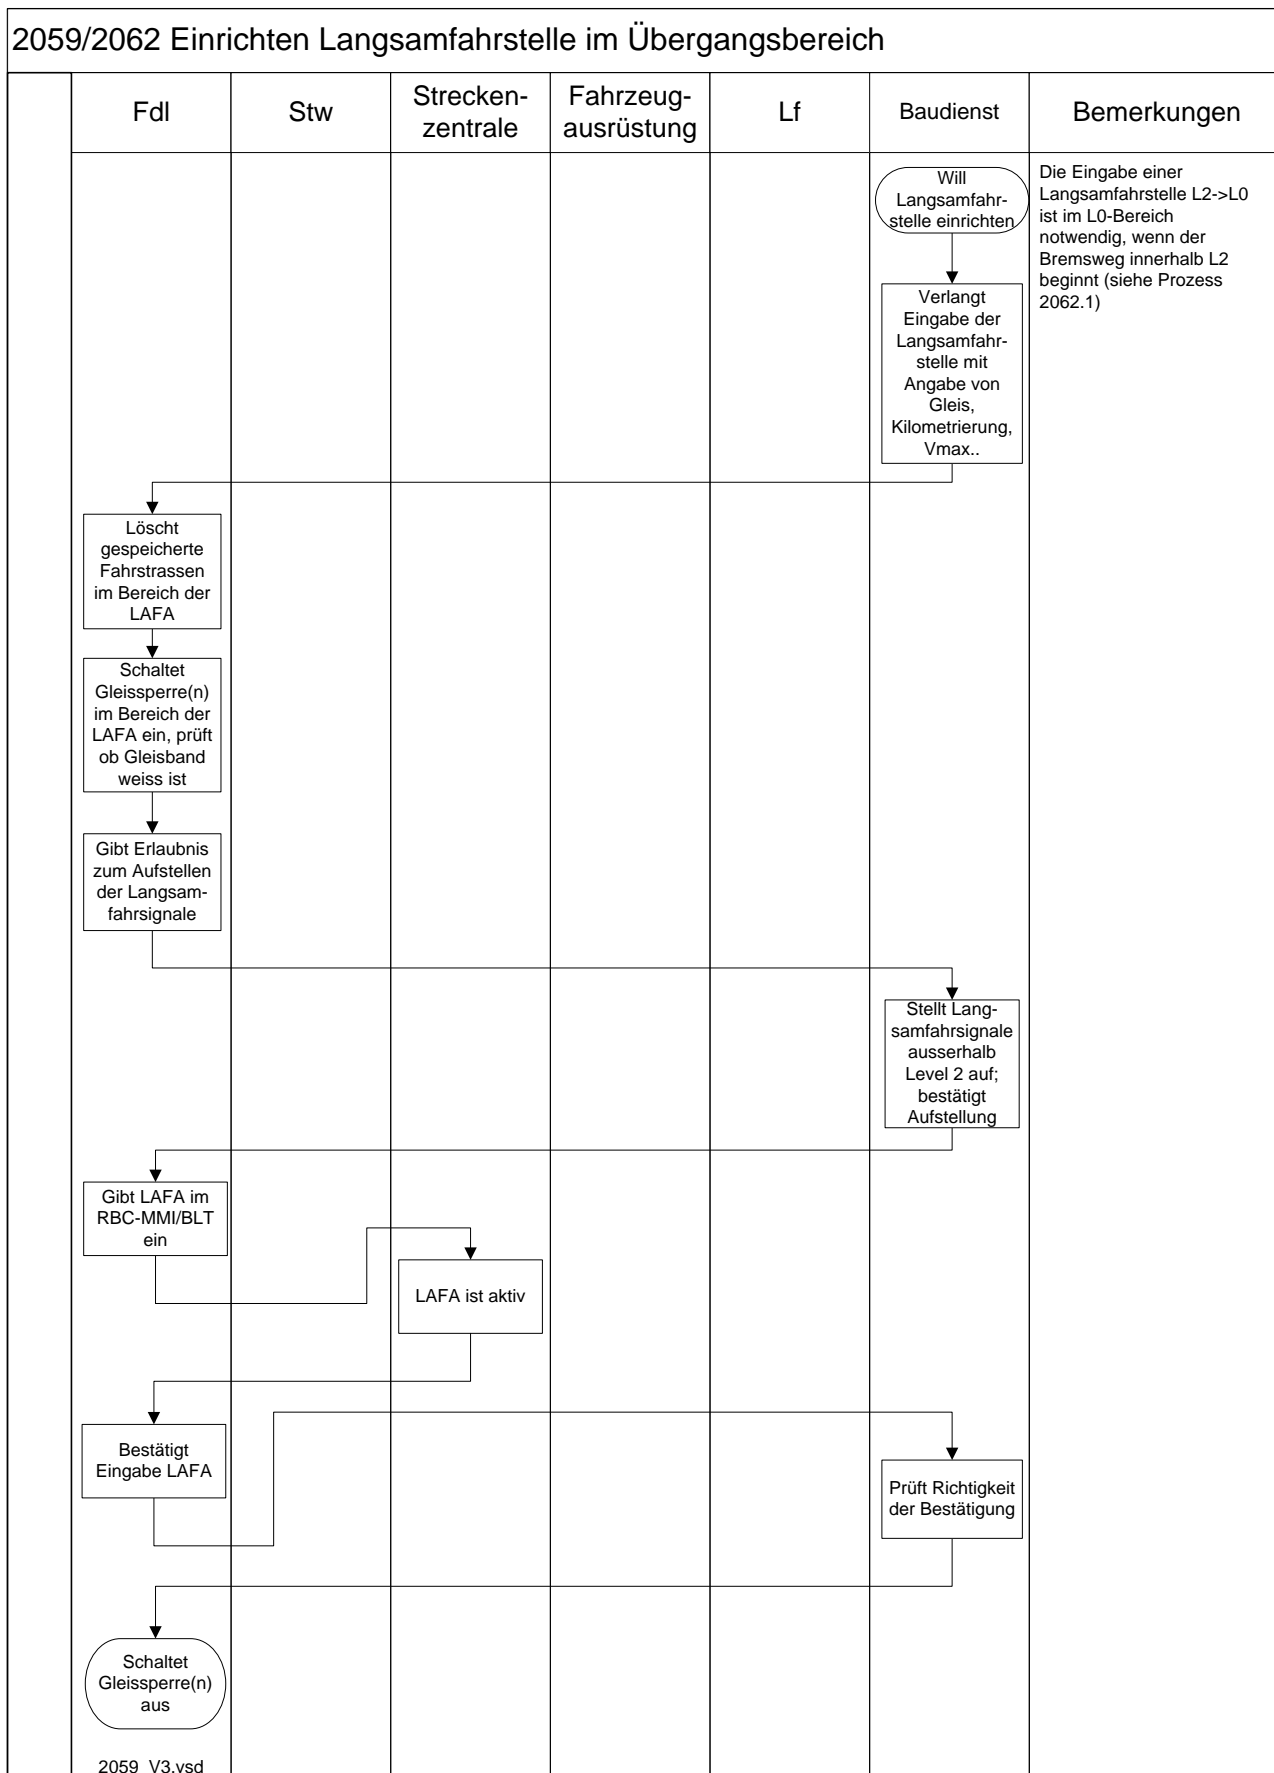 2059/2062 Einrichten Langsamfahrstelle im Übergangsbereich
Fdl
Stw
Strecken-
zentrale
Fahrzeug-
ausrüstung
Lf
Baudienst
Bemerkungen
Will
Langsamfahr-
stelle einrichten
Die Eingabe einer
Langsamfahrstelle L2->L0
ist im L0-Bereich
notwendig, wenn der
Bremsweg innerhalb L2
beginnt (siehe Prozess
2062.1)
Verlangt
Eingabe der
Langsamfahr-
stelle mit
Angabe von
Gleis,
Kilometrierung,
Vmax..
Löscht
gespeicherte
Fahrstrassen
im Bereich der
LAFA
Schaltet
Gleissperre(n)
im Bereich der
LAFA ein, prüft
ob Gleisband
weiss ist
Gibt Erlaubnis
zum Aufstellen
der Langsam-
fahrsignale
Stellt Lang-
samfahrsignale
ausserhalb
Level 2 auf;
bestätigt
Aufstellung
Gibt LAFA im
RBC-MMI/BLT
ein
LAFA ist aktiv
Bestätigt
Eingabe LAFA
Prüft Richtigkeit
der Bestätigung
Schaltet
Gleissperre(n)
aus
2059_V3.vsd